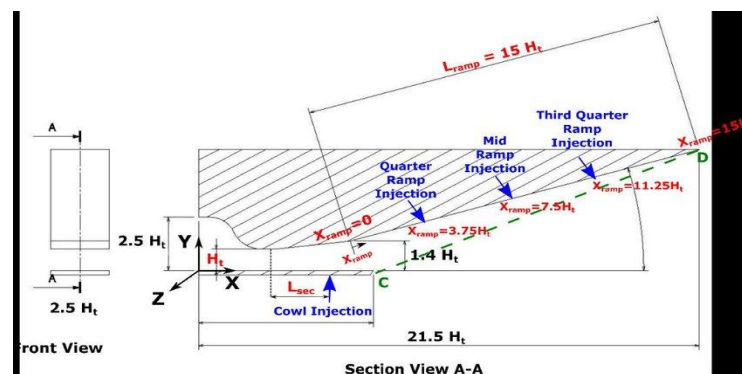 L_ramp = 15 H_t
A
A
2.5 H_t
ront View
Third Quarter
Ramp
Injection
Mid
Ramp
Injection
Quarter
Ramp
Injection
X_ramp=15H
D
X_ramp=11.25H_t
X_ramp=7.5H_t
X_ramp=3.75H_t
X_ramp=0
X_ramp
2.5 H_t
Y
H_t
X
Z
1.4 H_t
L_sec
C
Cowl Injection
21.5 H_t
Section View A-A